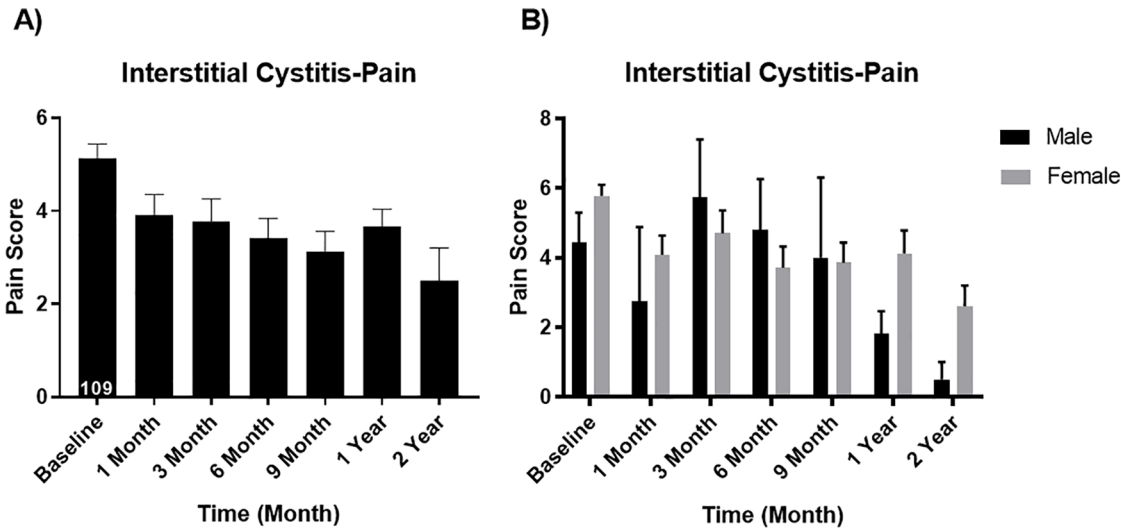 A)
Interstitial Cystitis-Pain
Pain Score
6
4
2
0
109
Baseline
1 Month
3 Month
6 Month
9 Month
1 Year
2 Year
Time (Month)
B)
Interstitial Cystitis-Pain
Pain Score
8
6
4
2
0
Baseline
1 Month
3 Month
6 Month
9 Month
1 Year
2 Year
Time (Month)
Male
Female